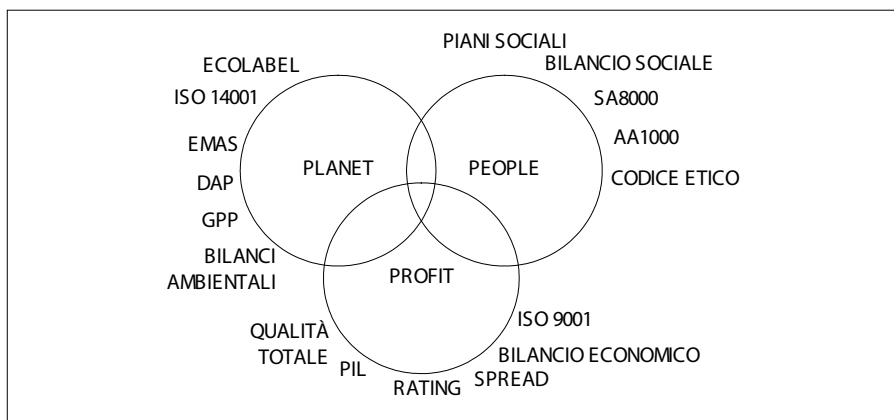 PIANI SOCIALI
ECOLABEL
BILANCIO SOCIALE
ISO 14001
SA8000
EMAS
AA1000
PLANET
PEOPLE
DAP
CODICE ETICO
GPP
BILANCI
AMBIENTALI
PROFIT
ISO 9001
QUALITÀ
TOTALE
BILANCIO ECONOMICO
PIL
SPREAD
RATING